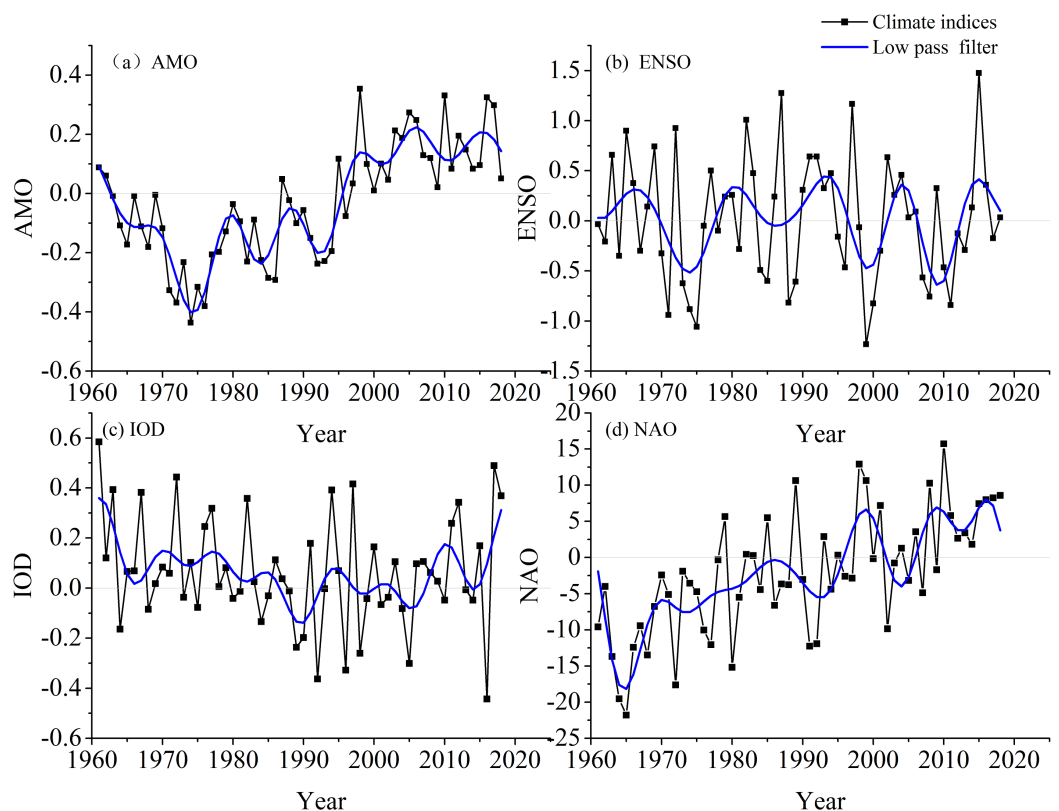 Climate indices
Low pass filter
（a）AMO
0.4
0.2
0.0
-0.2
-0.4
-0.6
AMO
1960 1970 1980 1990 2000 2010 2020
Year
(b) ENSO
1.5
1.0
0.5
0.0
-0.5
-1.0
-1.5
ENSO
1960 1970 1980 1990 2000 2010 2020
Year
(c) IOD
0.6
0.4
0.2
0.0
-0.2
-0.4
-0.6
IOD
1960 1970 1980 1990 2000 2010 2020
Year
(d) NAO
20
15
10
5
0
-5
-10
-15
-20
-25
NAO
1960 1970 1980 1990 2000 2010 2020
Year